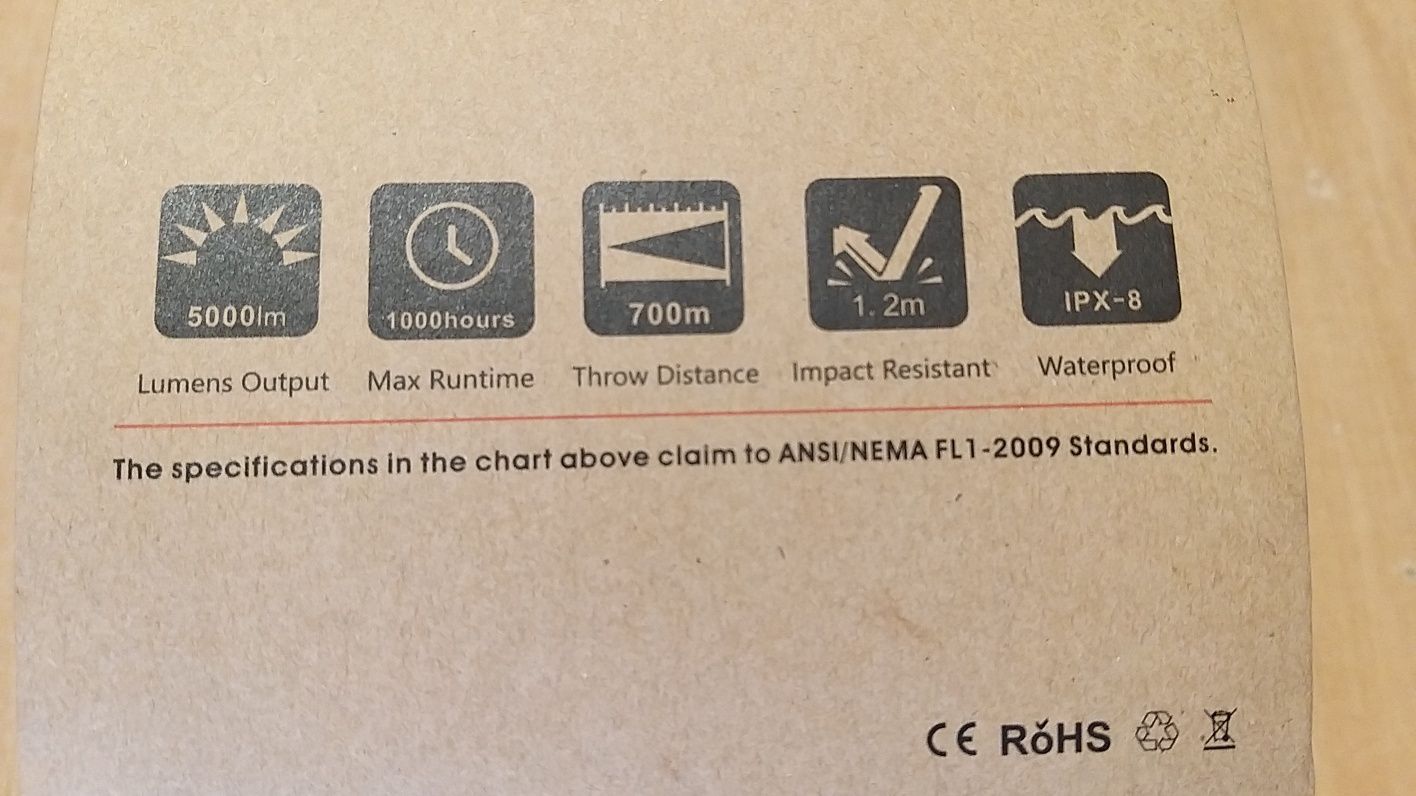 5000lm 1000hours 700m 1.2m IPX-8
Lumens Output Max Runtime Throw Distance Impact Resistant Waterproof
The specifications in the chart above claim to ANSI/NEMA FL1-2009 Standards.
CE RoHS